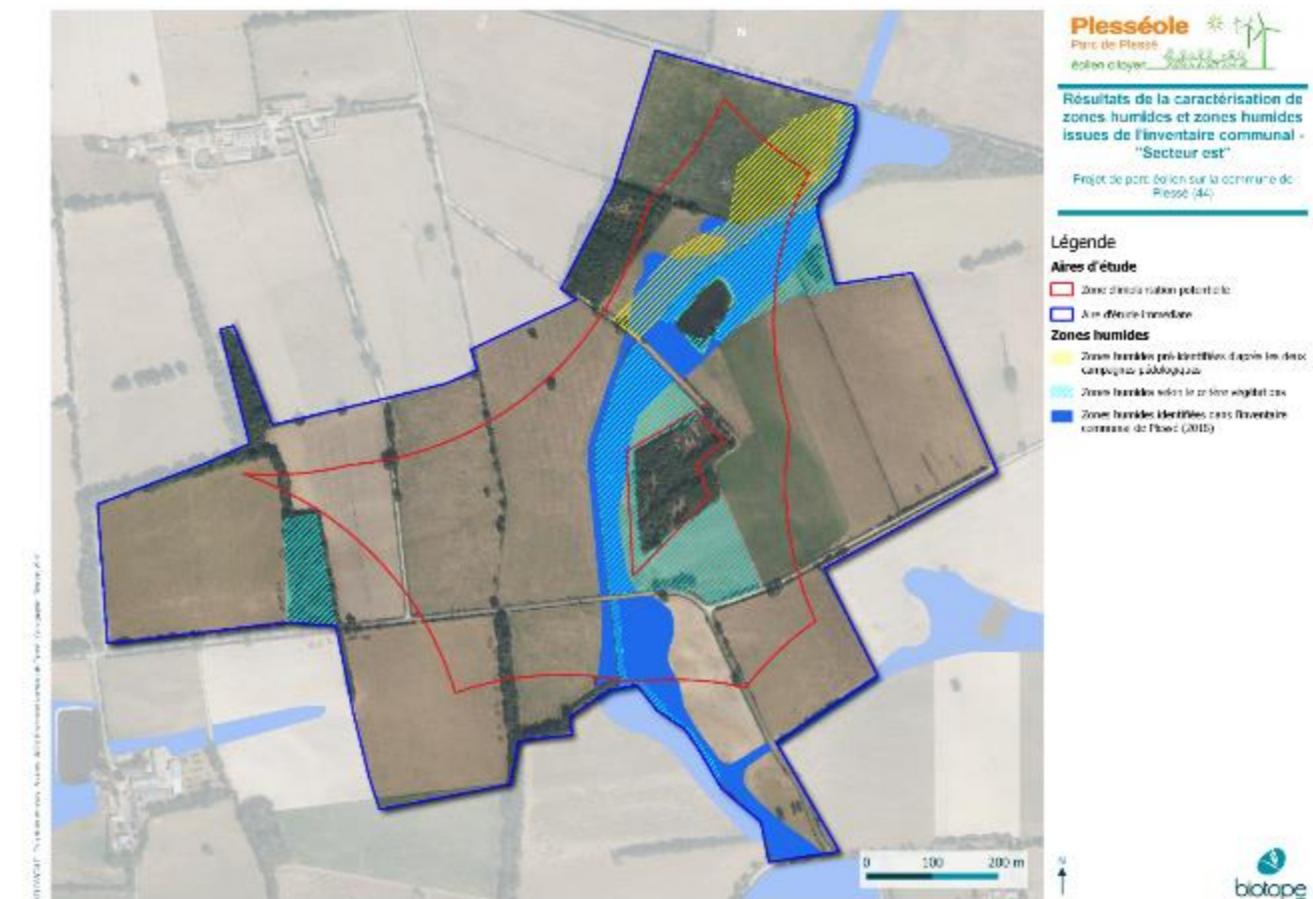 N
Plesséole
Parc de Plessé
éolien citoyen
Résultats de la caractérisation de
zones humides et zones humides
issues de l'inventaire communal -
"Secteur est"
Projet de parc éolien sur la commune de
Plessé (44)
Légende
Aires d'étude
Zone d'implantation potentielle
Aire d'étude immédiate
Zones humides
Zones humides pré-identifiées d'après les deux
campagnes pédologiques
Zones humides selon le critère végétations
Zones humides identifiées dans l'inventaire
communal de Plessé
0 100 200 m
N
biotope